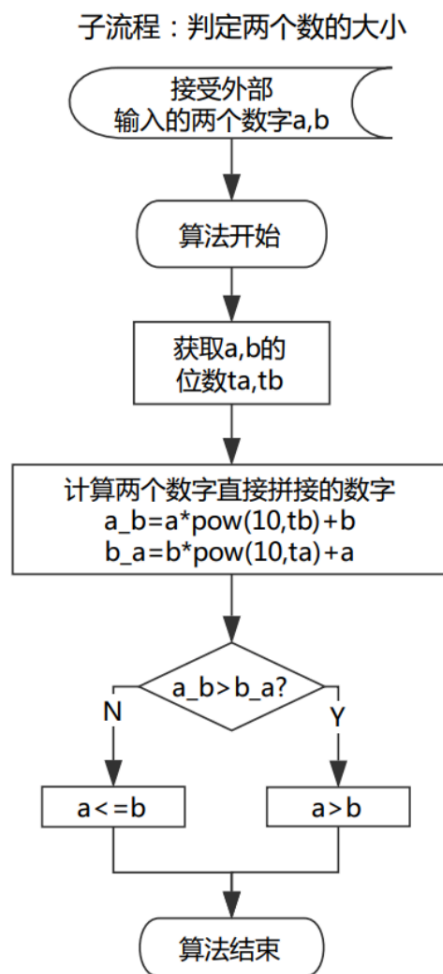 子流程：判定两个数的大小
接受外部
输入的两个数字a,b
算法开始
获取a,b的
位数ta,tb
计算两个数字直接拼接的数字
a_b=a*pow(10,tb)+b
b_a=b*pow(10,ta)+a
a_b>b_a?
N
Y
a<=b
a>b
算法结束